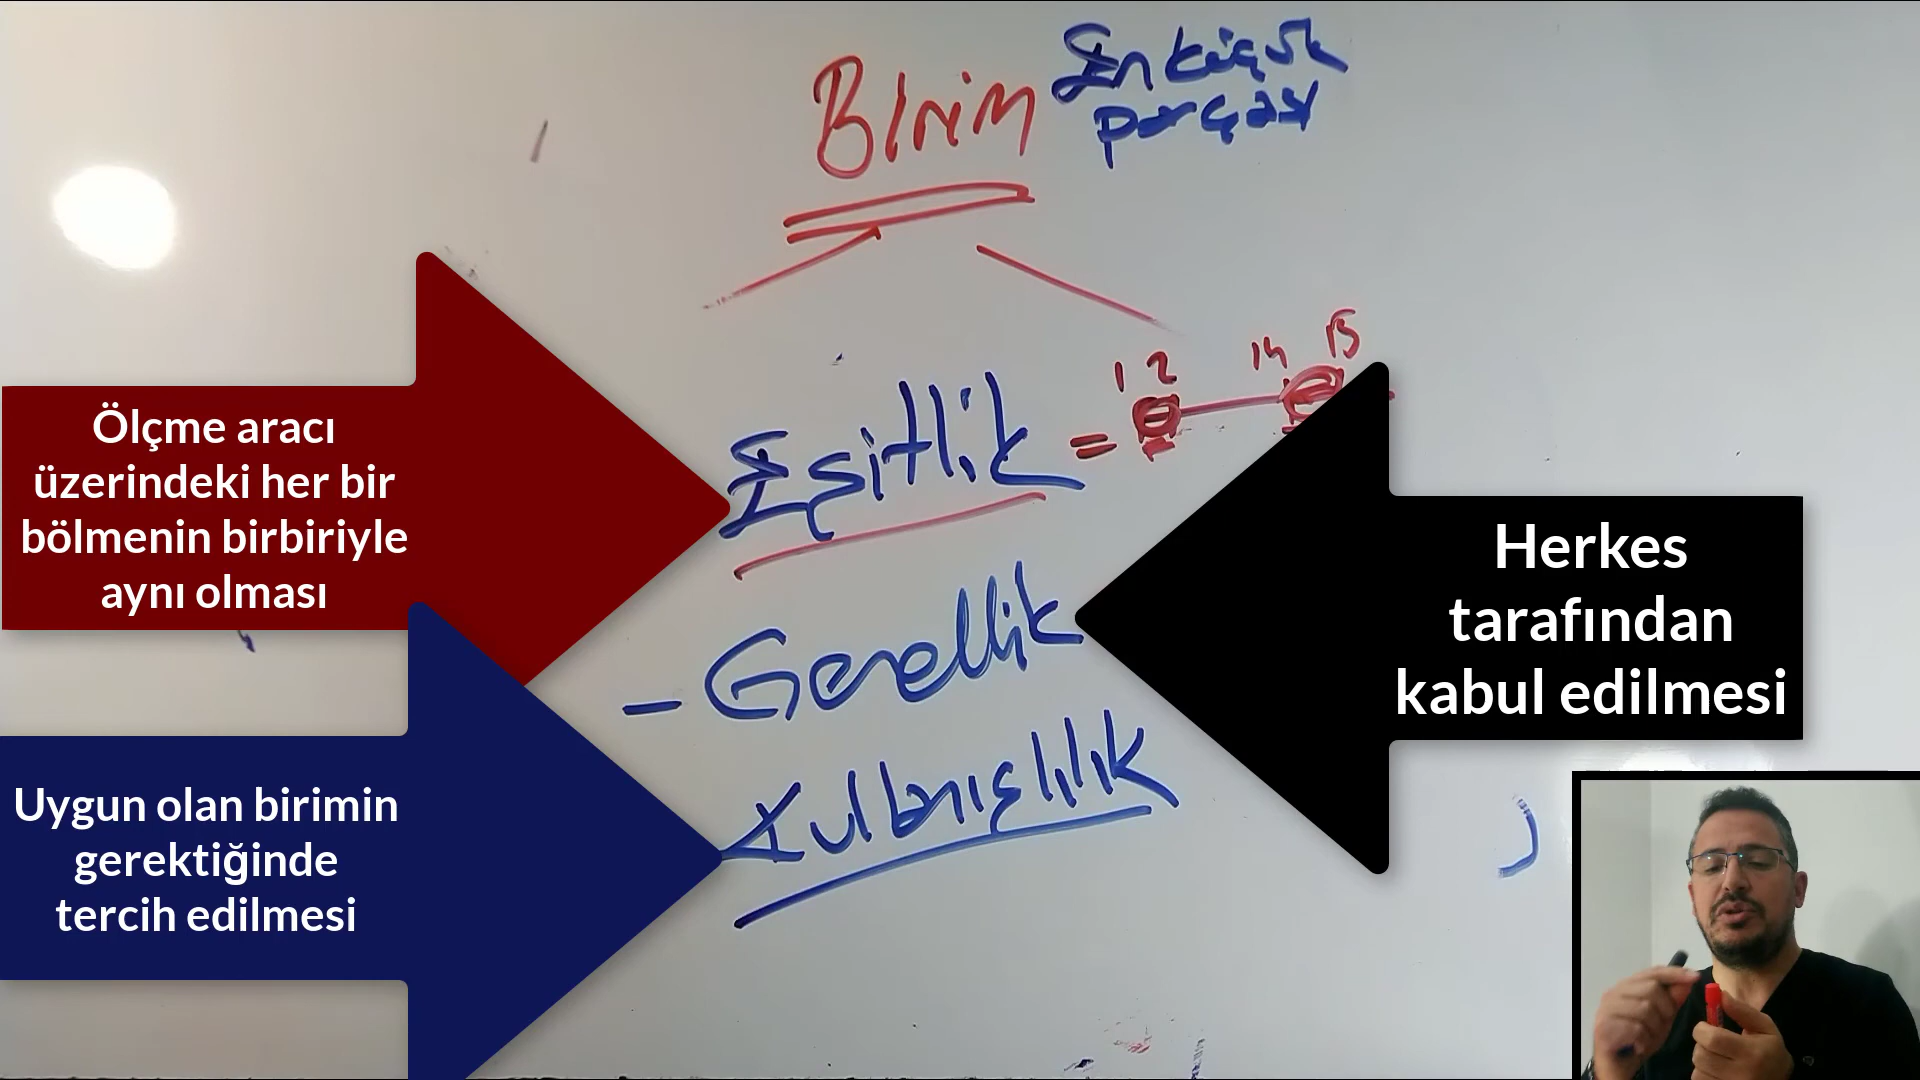 Birim
En küçük
parçası
1 2 14 15
Eşitlik =
- Genellik
Kullanışlılık
Ölçme aracı
üzerindeki her bir
bölmenin birbiriyle
aynı olması
Herkes
tarafından
kabul edilmesi
Uygun olan birimin
gerektiğinde
tercih edilmesi